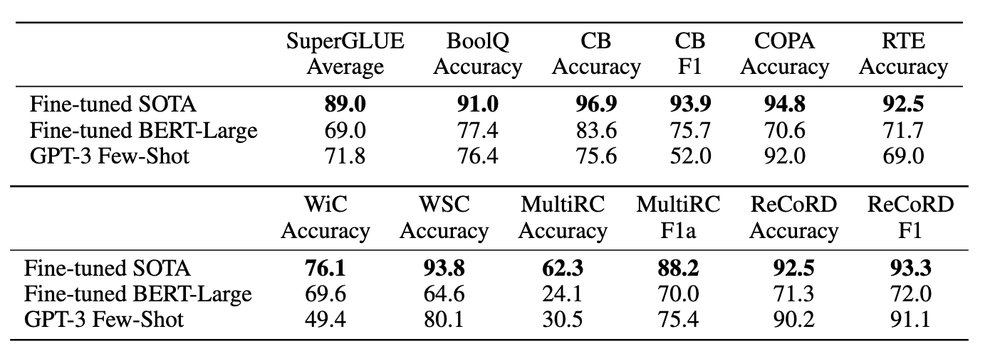 SuperGLUE BoolQ CB CB COPA RTE
Average Accuracy Accuracy F1 Accuracy Accuracy
Fine-tuned SOTA 89.0 91.0 96.9 93.9 94.8 92.5
Fine-tuned BERT-Large 69.0 77.4 83.6 75.7 70.6 71.7
GPT-3 Few-Shot 71.8 76.4 75.6 52.0 92.0 69.0
WiC WSC MultiRC MultiRC ReCoRD ReCoRD
Accuracy Accuracy Accuracy F1a Accuracy F1
Fine-tuned SOTA 76.1 93.8 62.3 88.2 92.5 93.3
Fine-tuned BERT-Large 69.6 64.6 24.1 70.0 71.3 72.0
GPT-3 Few-Shot 49.4 80.1 30.5 75.4 90.2 91.1